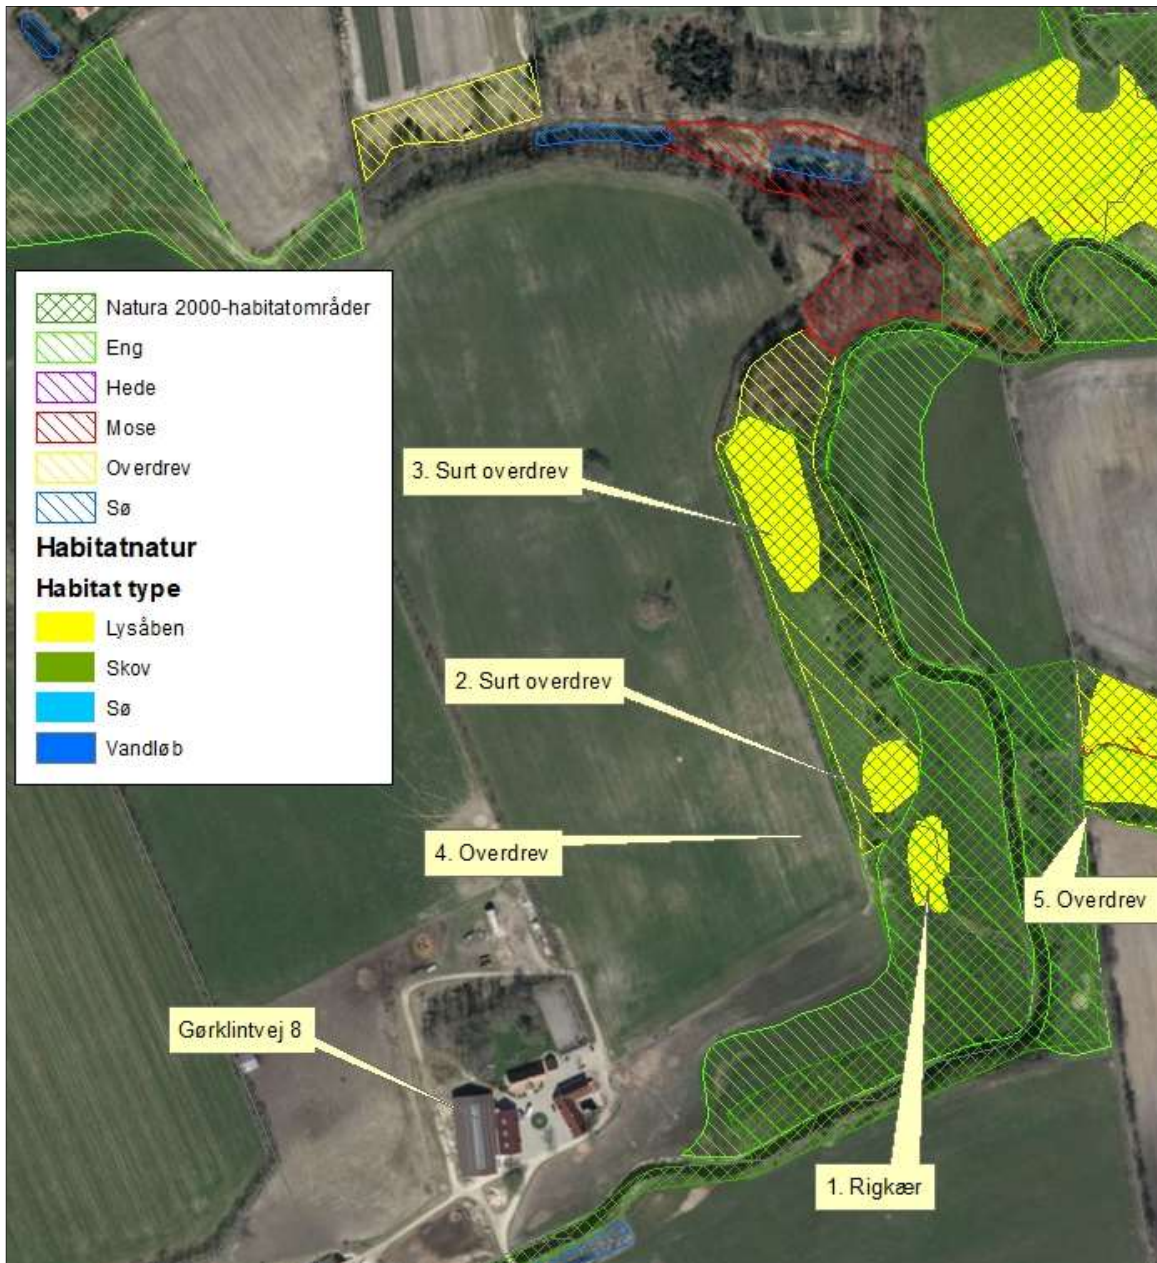 Natura 2000-habitatområder
Eng
Hede
Mose
Overdrev
Sø
Habitatnatur
Habitat type
Lysåben
Skov
Sø
Vandløb
3. Surt overdrev
2. Surt overdrev
4. Overdrev
5. Overdrev
Gørklintvej 8
1. Rigkær